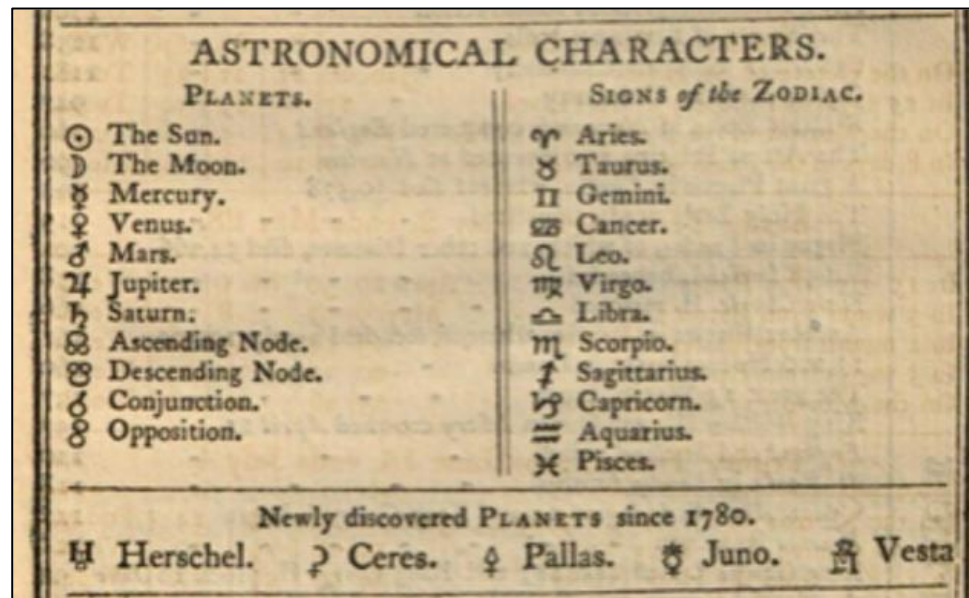 ASTRONOMICAL CHARACTERS.
PLANETS.
☉ The Sun.
☽ The Moon.
☿ Mercury.
♀ Venus.
♂ Mars.
♃ Jupiter.
♄ Saturn.
☊ Ascending Node.
☋ Descending Node.
☌ Conjunction.
☍ Opposition.
SIGNS of the ZODIAC.
♈ Aries.
♉ Taurus.
♊ Gemini.
♋ Cancer.
♌ Leo.
♍ Virgo.
♎ Libra.
♏ Scorpio.
♐ Sagittarius.
♑ Capricorn.
♒ Aquarius.
♓ Pisces.
Newly discovered PLANETS since 1780.
♅ Herschel. ⚳ Ceres. ⚴ Pallas. ⚵ Juno. ⚶ Vesta